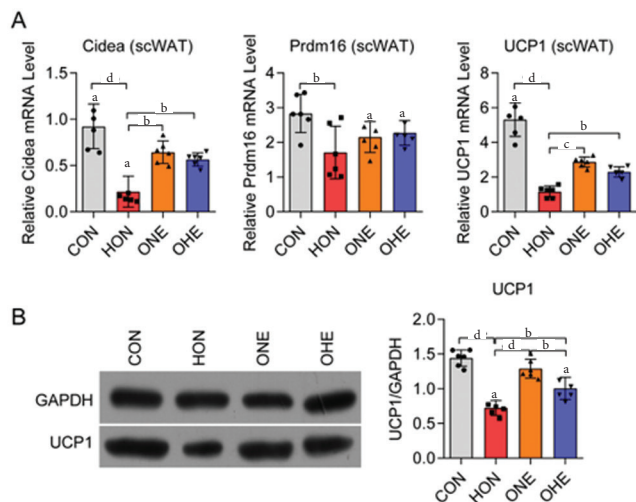 A
Cidea (scWAT)
Relative Cidea mRNA Level
1.5
1.0
0.5
0.0
d
b
b
a
a
CON
HON
ONE
OHE
Prdm16 (scWAT)
Relative Prdm16 mRNA Level
5
4
3
2
1
0
b
a
a
CON
HON
ONE
OHE
UCP1 (scWAT)
Relative UCP1 mRNA Level
8
6
4
2
0
d
b
c
a
CON
HON
ONE
OHE
B
CON
HON
ONE
OHE
GAPDH
UCP1
UCP1
UCP1/GAPDH
2.0
1.5
1.0
0.5
0.0
d
b
d
b
a
a
CON
HON
ONE
OHE